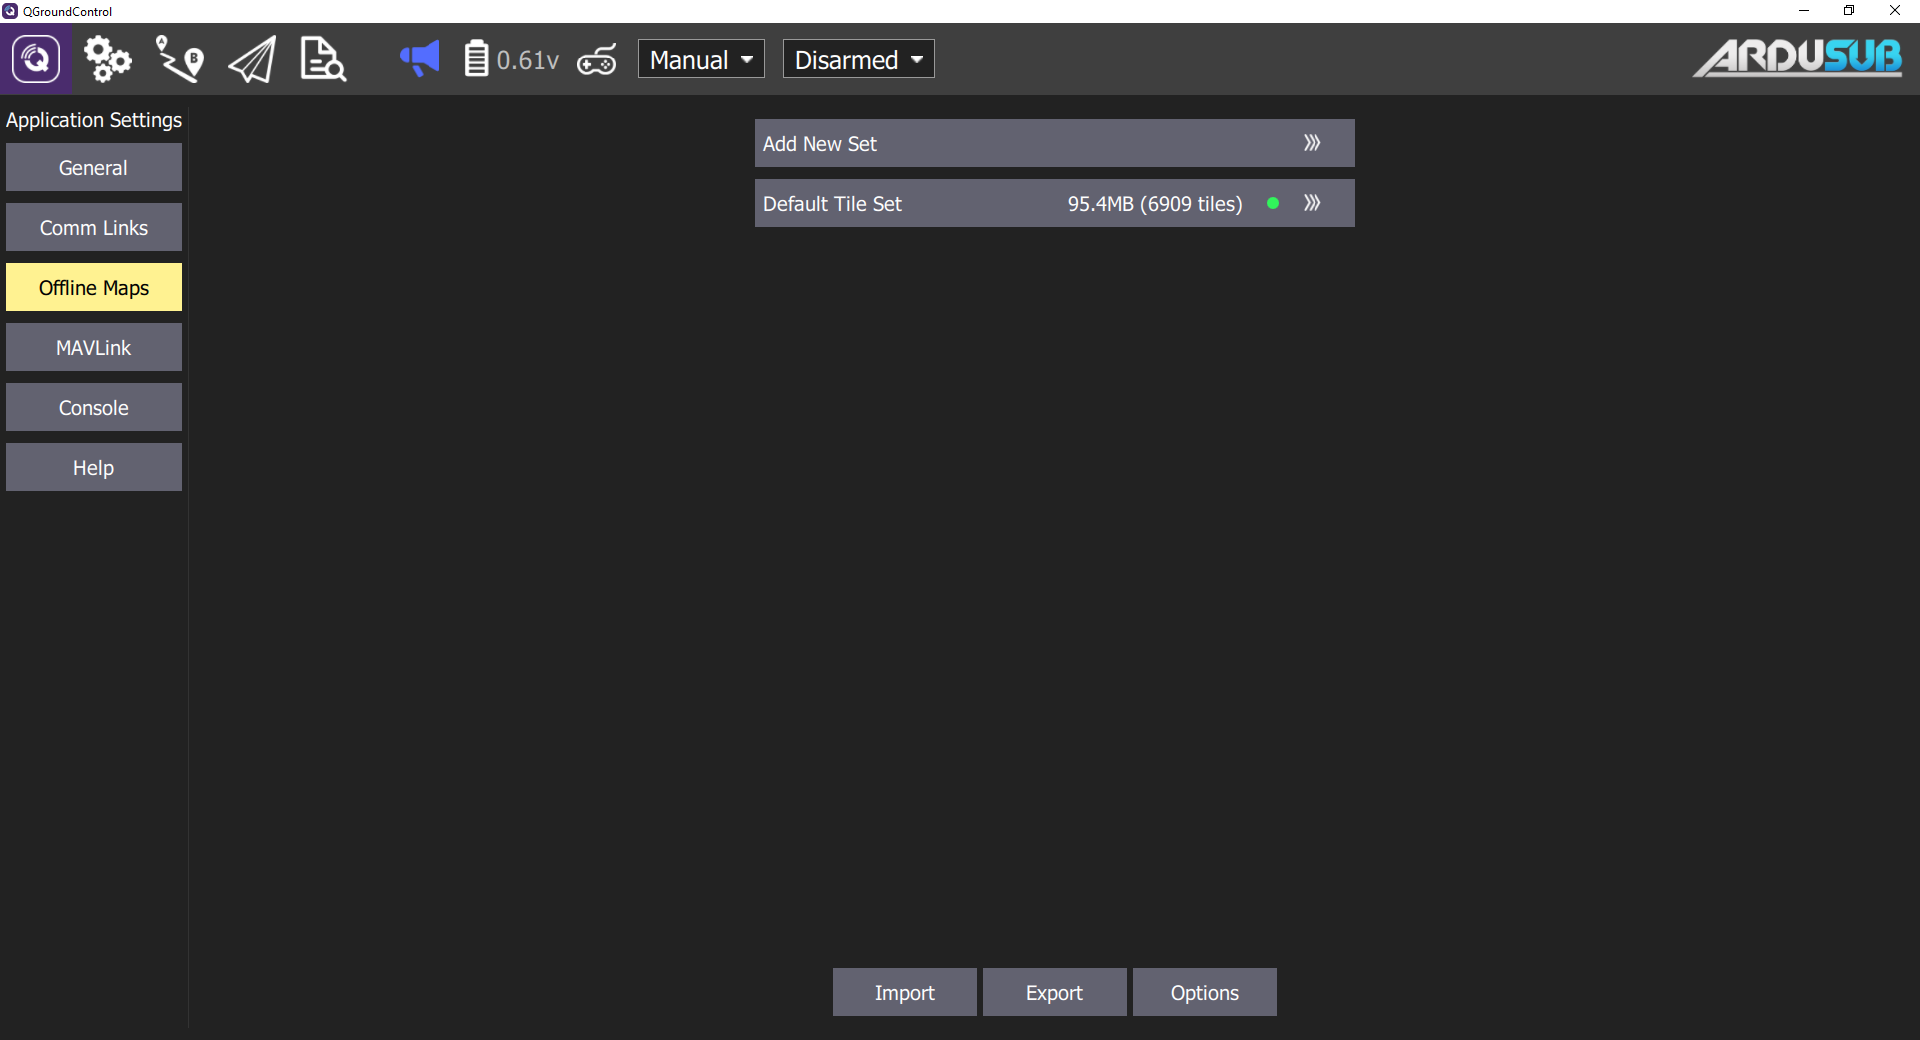 QGroundControl
A
B
0.61v
Manual
Disarmed
ARDUSUB
Application Settings
General
Comm Links
Offline Maps
MAVLink
Console
Help
Add New Set
Default Tile Set 95.4MB (6909 tiles)
Import
Export
Options